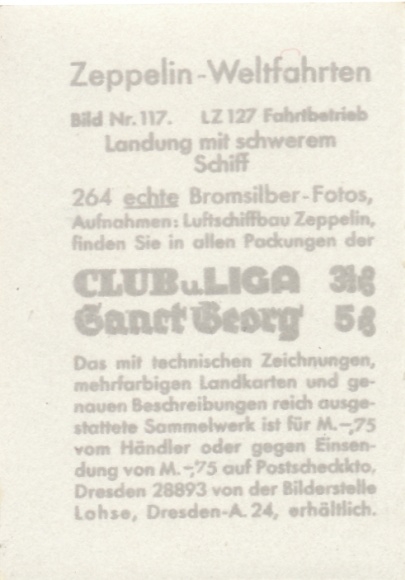 Zeppelin-Weltfahrten
Bild Nr. 117. LZ 127 Fahrtbetrieb
Landung mit schwerem
Schiff
264 echte Bromsilber-Fotos,
Aufnahmen: Luftschiffbau Zeppelin,
finden Sie in allen Packungen der
CLUB u. LIGA 3⅓₰
Sanct Georg 5₰
Das mit technischen Zeichnungen,
mehrfarbigen Landkarten und ge-
nauen Beschreibungen reich ausge-
stattete Sammelwerk ist für M.-,75
vom Händler oder gegen Einsen-
dung von M.-,75 auf Postscheckkto.
Dresden 28893 von der Bilderstelle
Lohse, Dresden-A. 24, erhältlich.